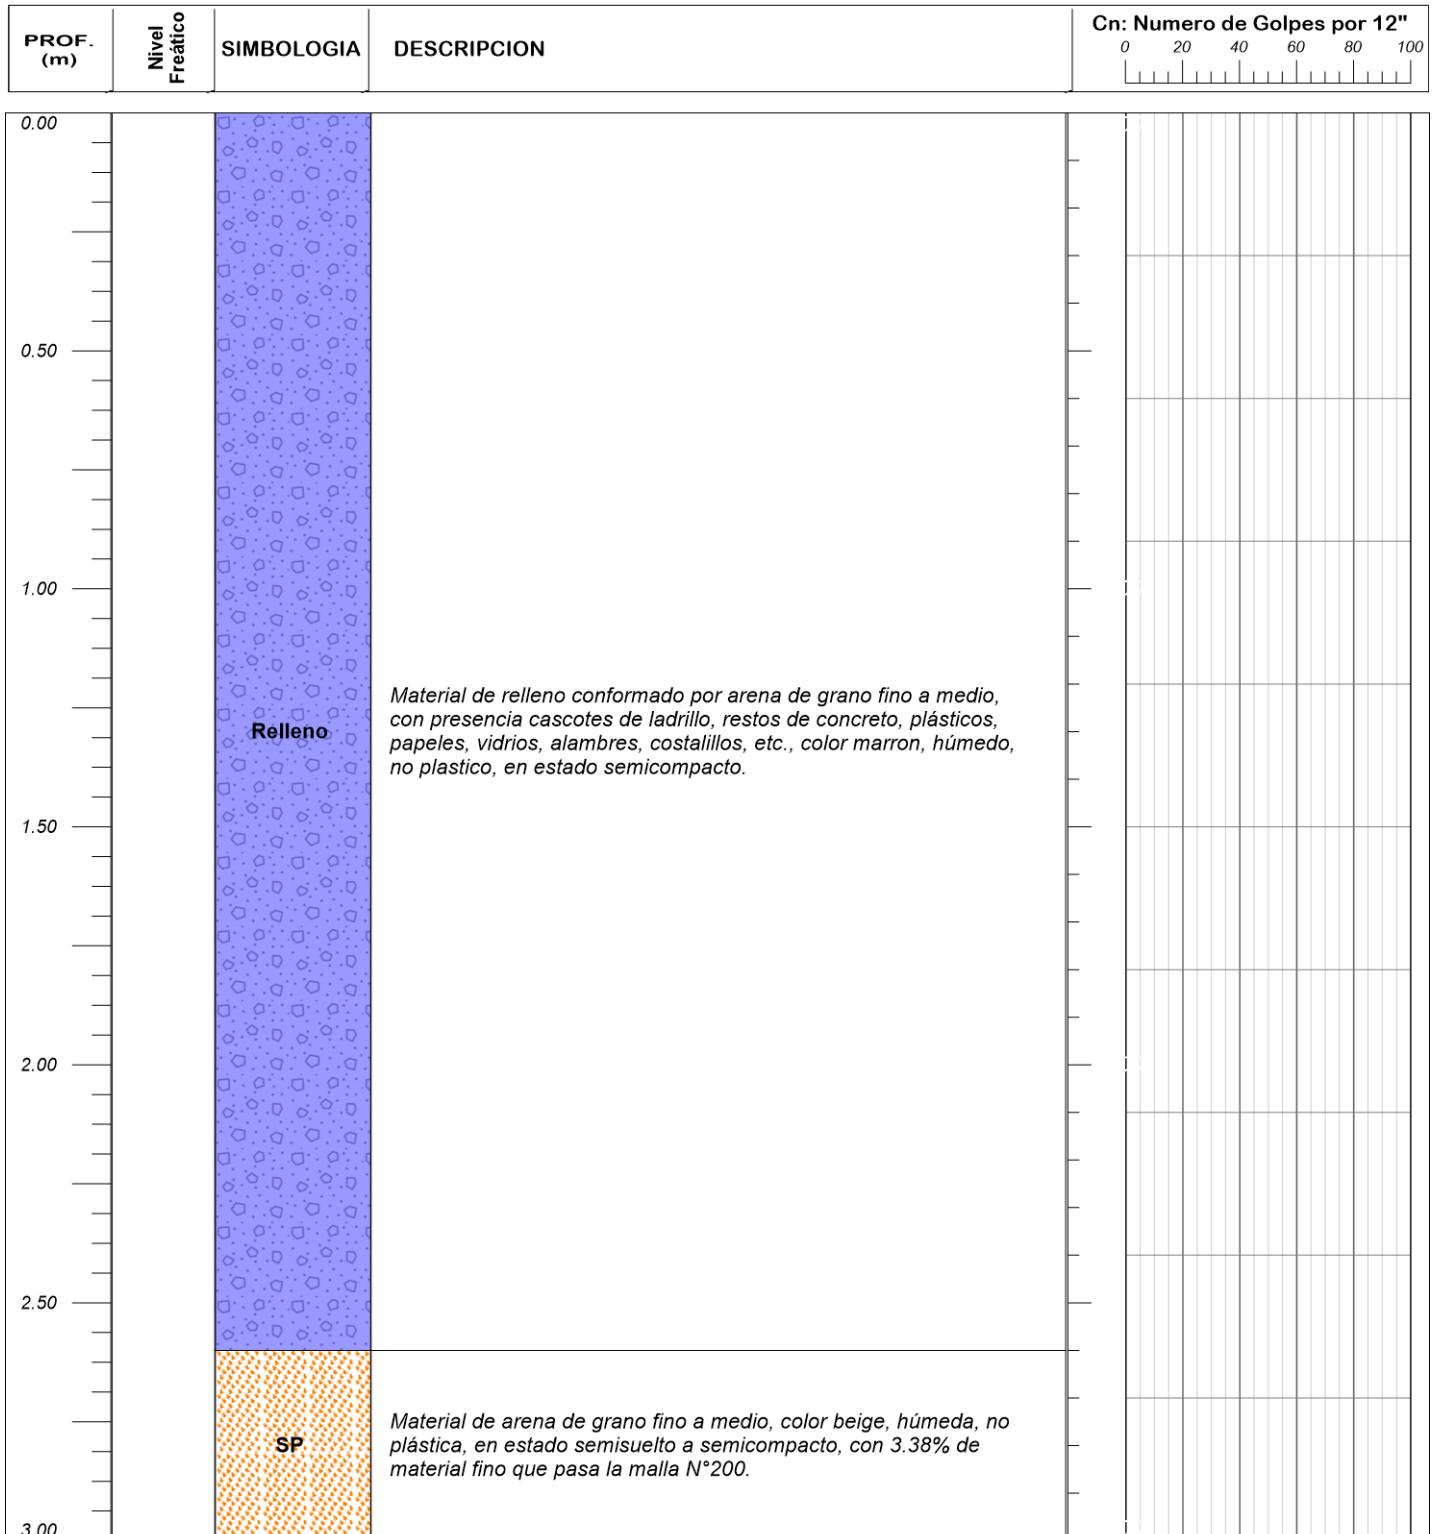 PROF.
(m)
Nivel
Freático
SIMBOLOGIA
DESCRIPCION
Cn: Numero de Golpes por 12"
0 20 40 60 80 100
0.00
0.50
1.00
Material de relleno conformado por arena de grano fino a medio,
con presencia cascotes de ladrillo, restos de concreto, plásticos,
Relleno
papeles, vidrios, alambres, costalillos, etc., color marron, húmedo,
no plastico, en estado semicompacto.
1.50
2.00
2.50
Material de arena de grano fino a medio, color beige, húmeda, no
SP
plástica, en estado semisuelto a semicompacto, con 3.38% de
material fino que pasa la malla N°200.
3.00